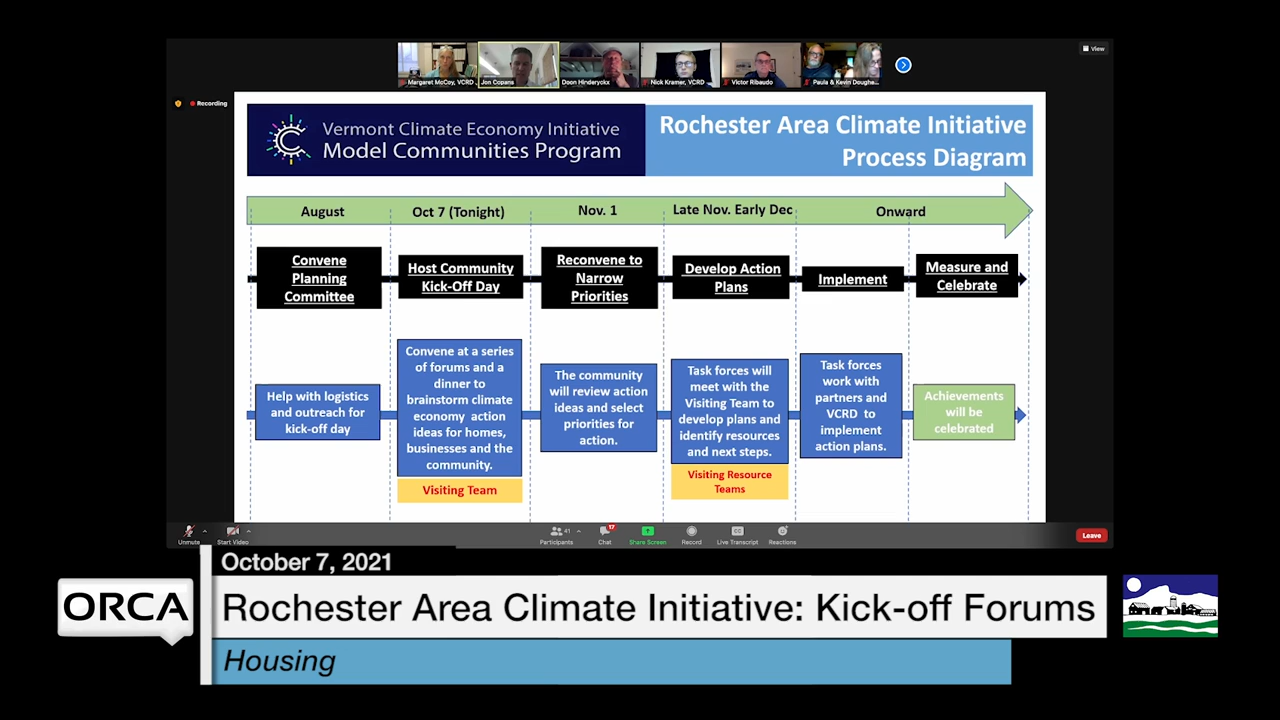 View
Margaret McCoy, VCRD
Jon Copans
Doon Hinderyckx
Nick Kramer, VCRD
Victor Ribaudo
Paula & Kevin Dougha...
Recording
Vermont Climate Economy Initiative
Model Communities Program
Rochester Area Climate Initiative
Process Diagram
August
Oct 7 (Tonight)
Nov. 1
Late Nov. Early Dec
Onward
Convene
Planning
Committee
Host Community
Kick-Off Day
Reconvene to
Narrow
Priorities
Develop Action
Plans
Implement
Measure and
Celebrate
Help with logistics
and outreach for
kick-off day
Convene at a series
of forums and a
dinner to
brainstorm climate
economy action
ideas for homes,
businesses and the
community.
Visiting Team
The community
will review action
ideas and select
priorities for
action.
Task forces will
meet with the
Visiting Team to
develop plans and
identify resources
and next steps.
Visiting Resource
Teams
Task forces
work with
partners and
VCRD to
implement
action plans.
Achievements
will be
celebrated
Unmute
Start Video
41
Participants
17
Chat
Share Screen
Record
CC
Live Transcript
Reactions
Leave
October 7, 2021
ORCA
Rochester Area Climate Initiative: Kick-off Forums
Housing